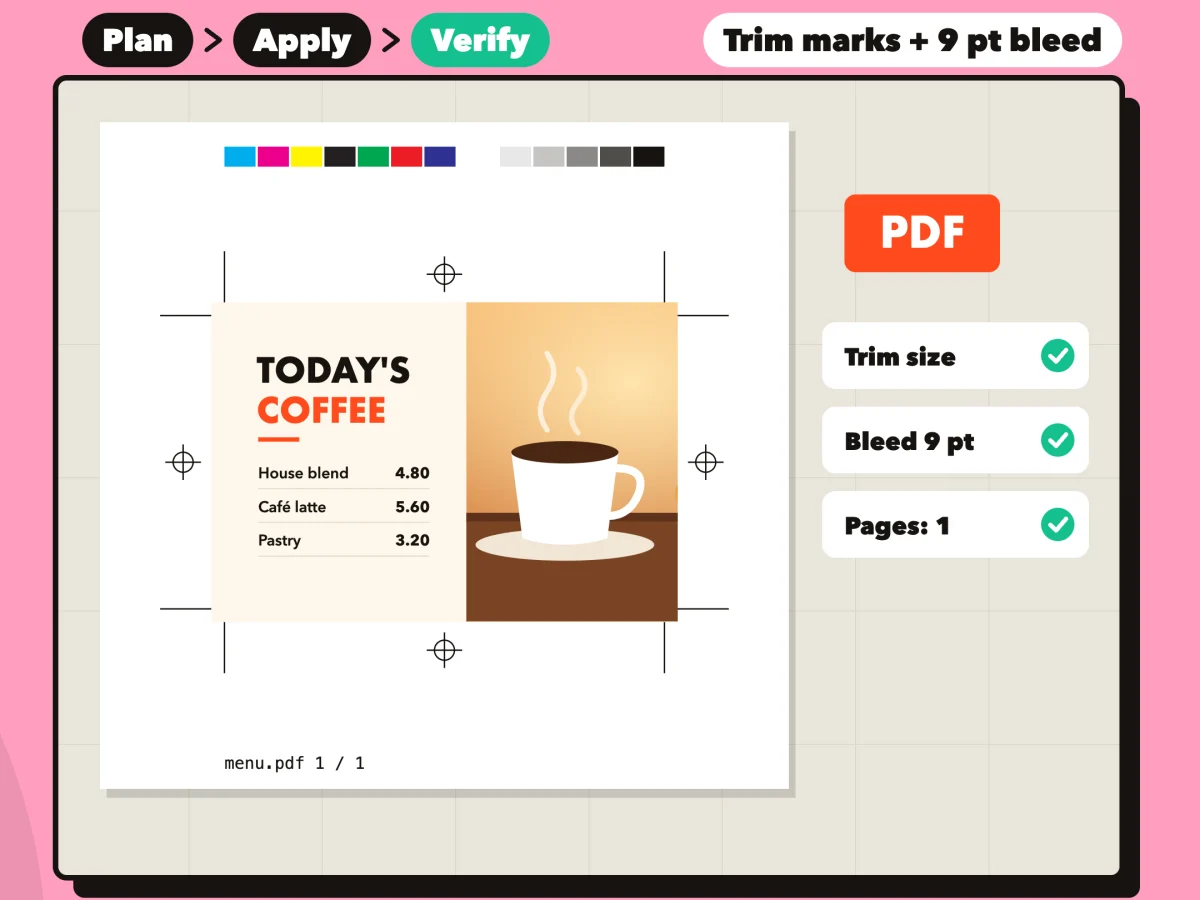 Plan > Apply > Verify
Trim marks + 9 pt bleed
PDF
TODAY'S
COFFEE
House blend 4.80
Café latte 5.60
Pastry 3.20
Trim size
Bleed 9 pt
Pages: 1
menu.pdf 1 / 1